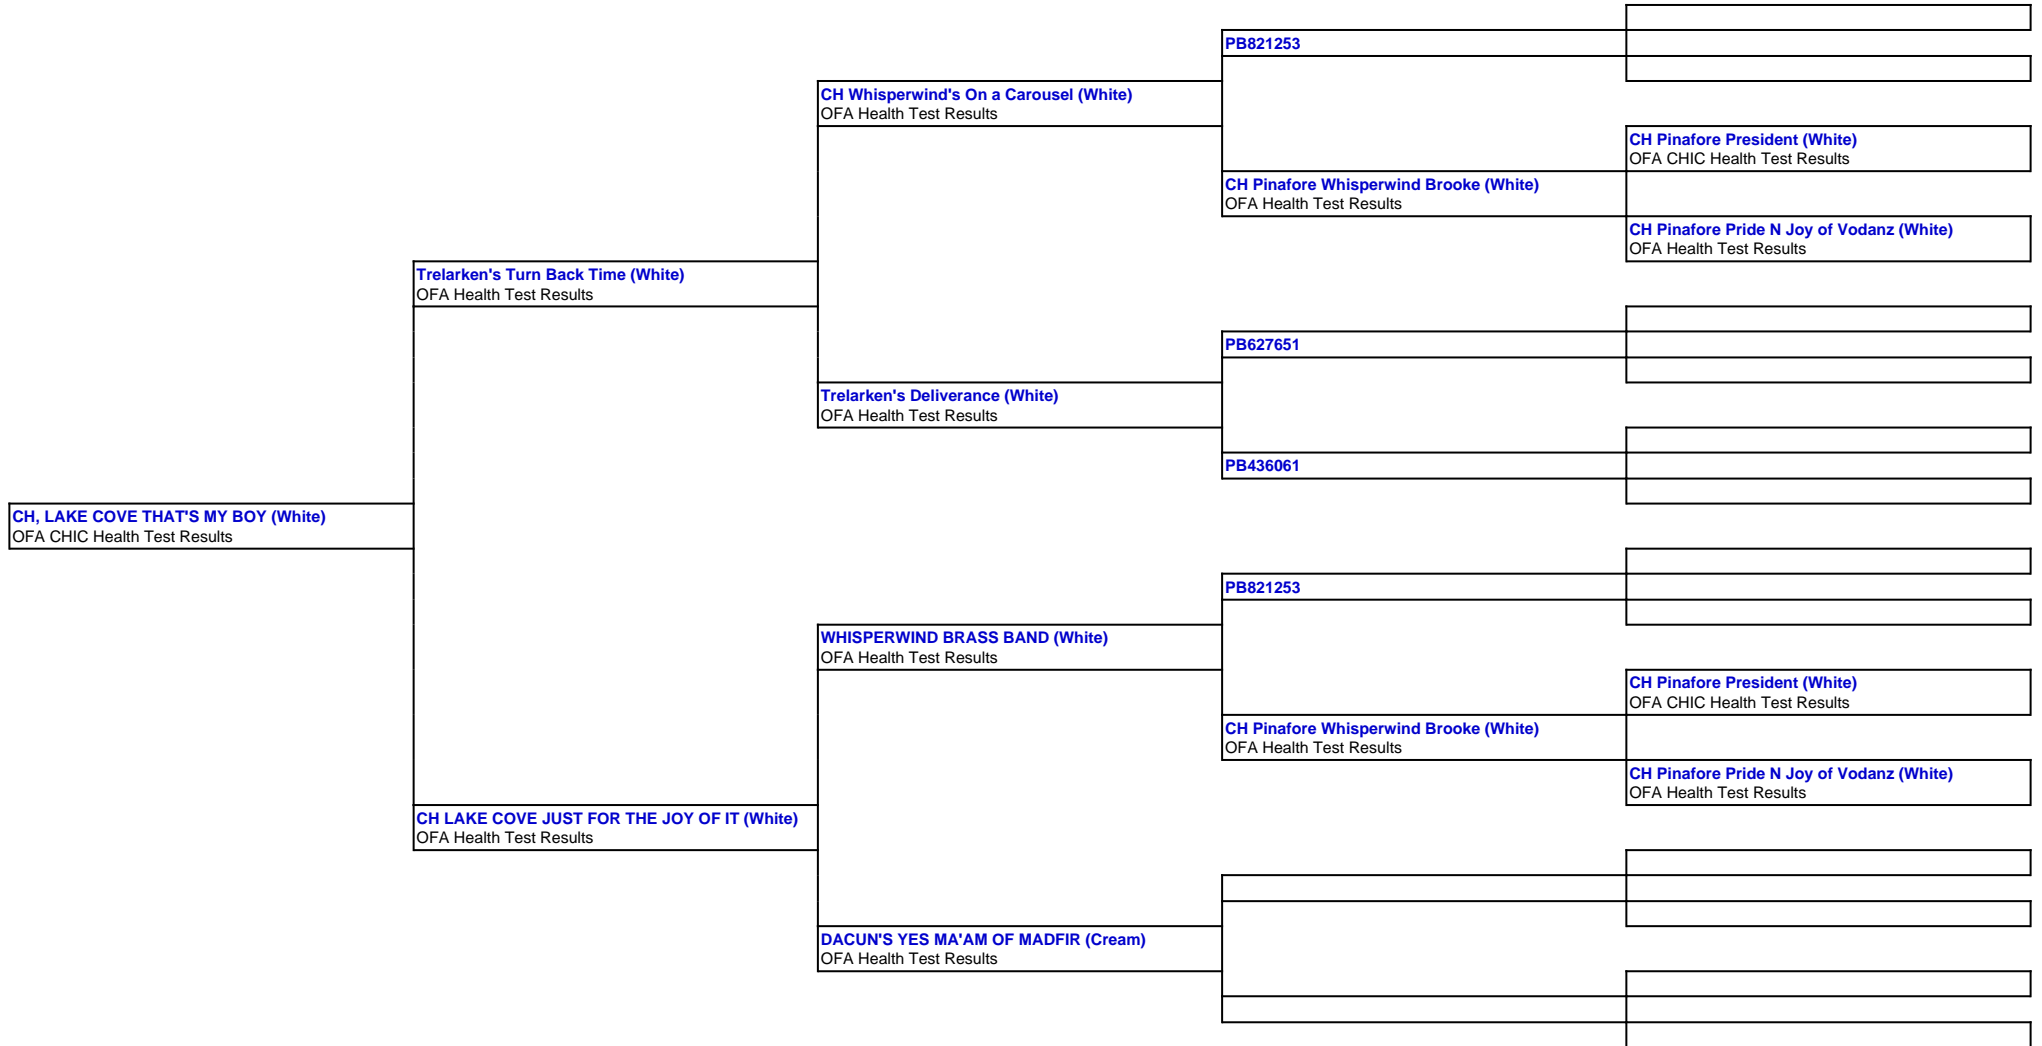 PB821253
CH Whisperwind's On a Carousel (White)
OFA Health Test Results
CH Pinafore President (White)
OFA CHIC Health Test Results
CH Pinafore Whisperwind Brooke (White)
OFA Health Test Results
CH Pinafore Pride N Joy of Vodanz (White)
OFA Health Test Results
Trelarken's Turn Back Time (White)
OFA Health Test Results
PB627651
Trelarken's Deliverance (White)
OFA Health Test Results
PB436061
CH, LAKE COVE THAT'S MY BOY (White)
OFA CHIC Health Test Results
PB821253
WHISPERWIND BRASS BAND (White)
OFA Health Test Results
CH Pinafore President (White)
OFA CHIC Health Test Results
CH Pinafore Whisperwind Brooke (White)
OFA Health Test Results
CH Pinafore Pride N Joy of Vodanz (White)
OFA Health Test Results
CH LAKE COVE JUST FOR THE JOY OF IT (White)
OFA Health Test Results
DACUN'S YES MA'AM OF MADFIR (Cream)
OFA Health Test Results